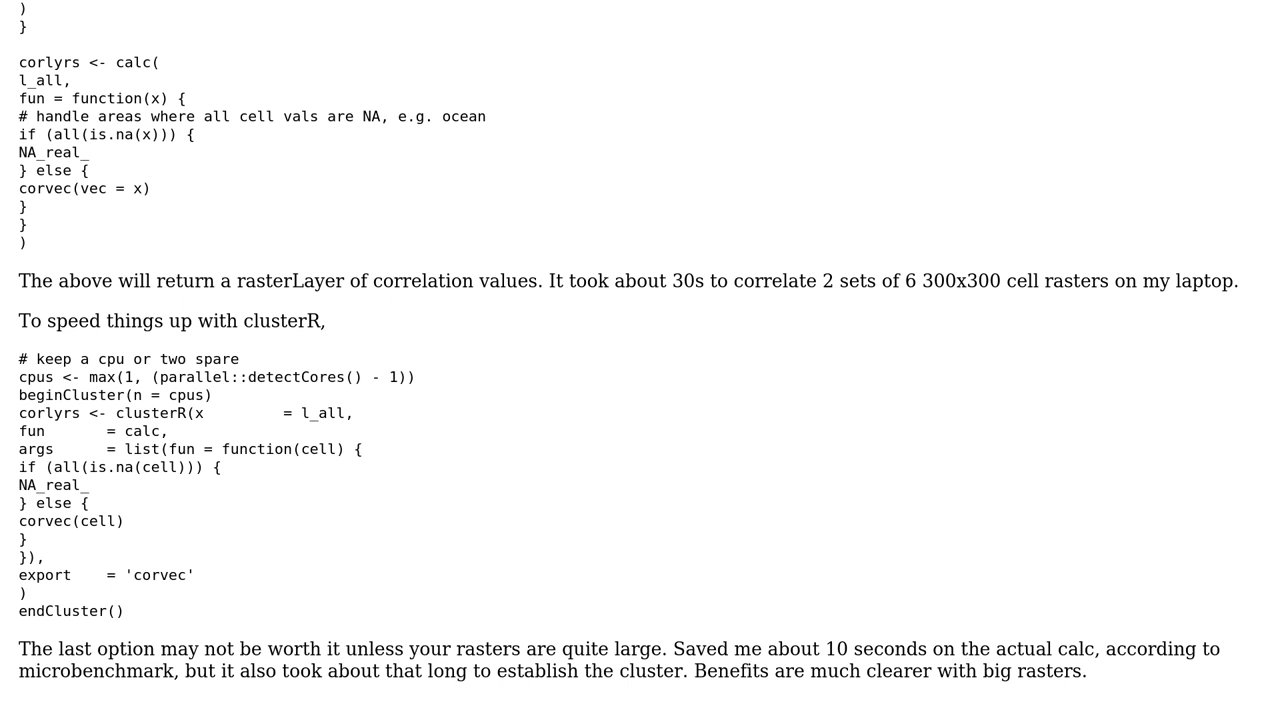 )
}
corlyrs <- calc(
l_all,
fun = function(x) {
# handle areas where all cell vals are NA, e.g. ocean
if (all(is.na(x))) {
NA_real_
} else {
corvec(vec = x)
}
}
)
The above will return a rasterLayer of correlation values. It took about 30s to correlate 2 sets of 6 300x300 cell rasters on my laptop.
To speed things up with clusterR,
# keep a cpu or two spare
cpus <- max(1, (parallel::detectCores() - 1))
beginCluster(n = cpus)
corlyrs <- clusterR(x         = l_all,
fun       = calc,
args      = list(fun = function(cell) {
if (all(is.na(cell))) {
NA_real_
} else {
corvec(cell)
}
}),
export    = 'corvec'
)
endCluster()
The last option may not be worth it unless your rasters are quite large. Saved me about 10 seconds on the actual calc, according to
microbenchmark, but it also took about that long to establish the cluster. Benefits are much clearer with big rasters.